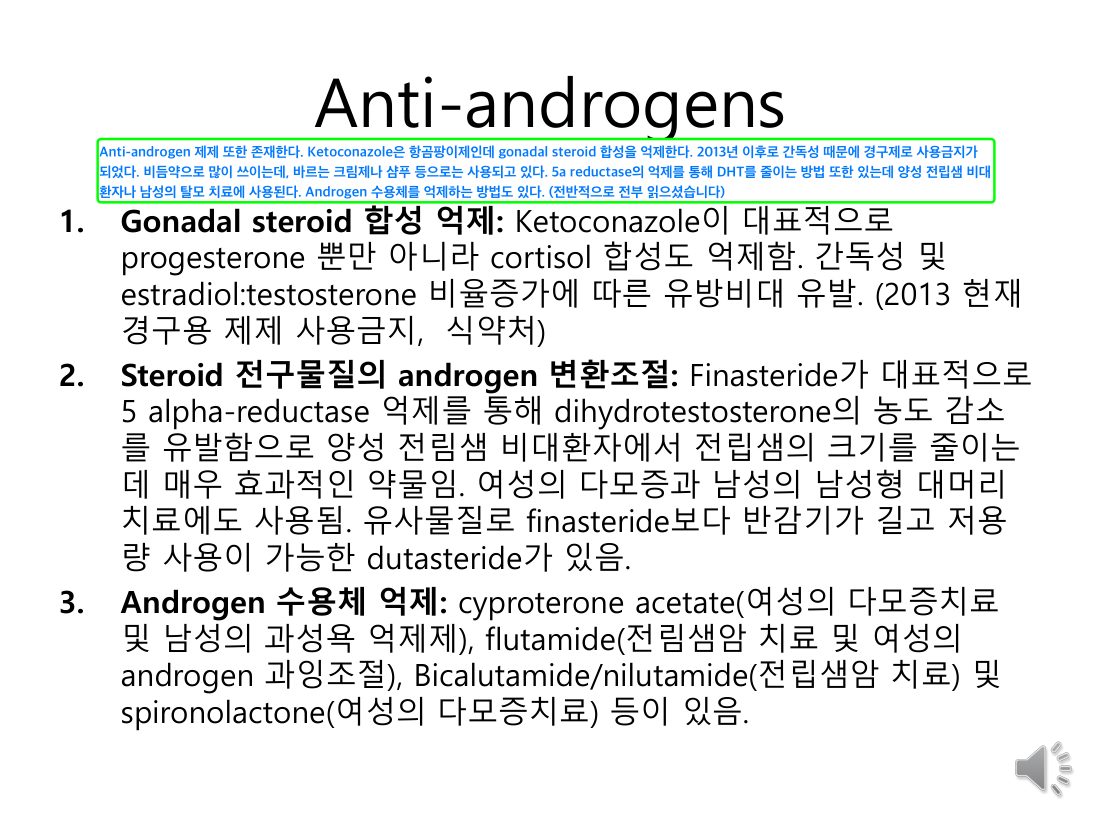 Anti-androgens
Anti-androgen 제제 또한 존재한다. Ketoconazole은 항곰팡이제인데 gonadal steroid 합성을 억제한다. 2013년 이후로 간독성 때문에 경구제로 사용금지가
되었다. 비듬약으로 많이 쓰이는데, 바르는 크림제나 샴푸 등으로는 사용되고 있다. 5a reductase의 억제를 통해 DHT를 줄이는 방법 또한 있는데 양성 전립샘 비대
환자나 남성의 탈모 치료에 사용된다. Androgen 수용체를 억제하는 방법도 있다. (전반적으로 전부 읽으셨습니다)
1. Gonadal steroid 합성 억제: Ketoconazole이 대표적으로
progesterone 뿐만 아니라 cortisol 합성도 억제함. 간독성 및
estradiol:testosterone 비율증가에 따른 유방비대 유발. (2013 현재
경구용 제제 사용금지, 식약처)
2. Steroid 전구물질의 androgen 변환조절: Finasteride가 대표적으로
5 alpha-reductase 억제를 통해 dihydrotestosterone의 농도 감소
를 유발함으로 양성 전림샘 비대환자에서 전립샘의 크기를 줄이는
데 매우 효과적인 약물임. 여성의 다모증과 남성의 남성형 대머리
치료에도 사용됨. 유사물질로 finasteride보다 반감기가 길고 저용
량 사용이 가능한 dutasteride가 있음.
3. Androgen 수용체 억제: cyproterone acetate(여성의 다모증치료
및 남성의 과성욕 억제제), flutamide(전림샘암 치료 및 여성의
androgen 과잉조절), Bicalutamide/nilutamide(전립샘암 치료) 및
spironolactone(여성의 다모증치료) 등이 있음.